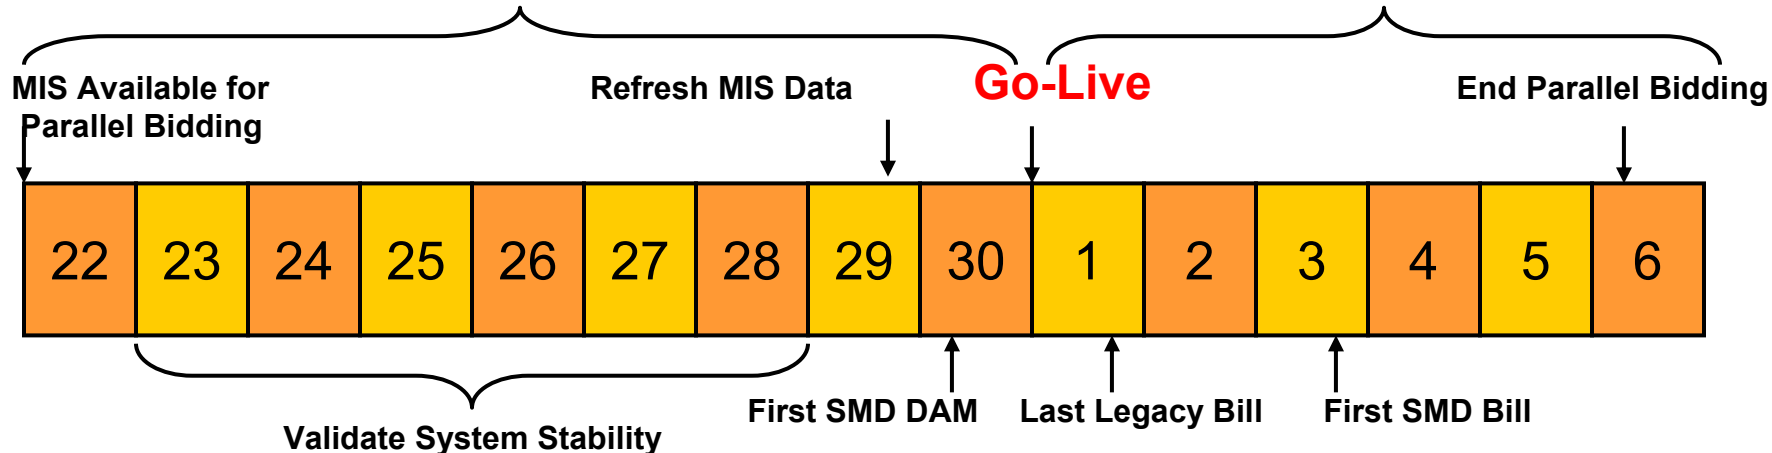 MIS Available for
Parallel Bidding
Refresh MIS Data
Go-Live
End Parallel Bidding
22 23 24 25 26 27 28 29 30 1 2 3 4 5 6
First SMD DAM
Last Legacy Bill
First SMD Bill
Validate System Stability